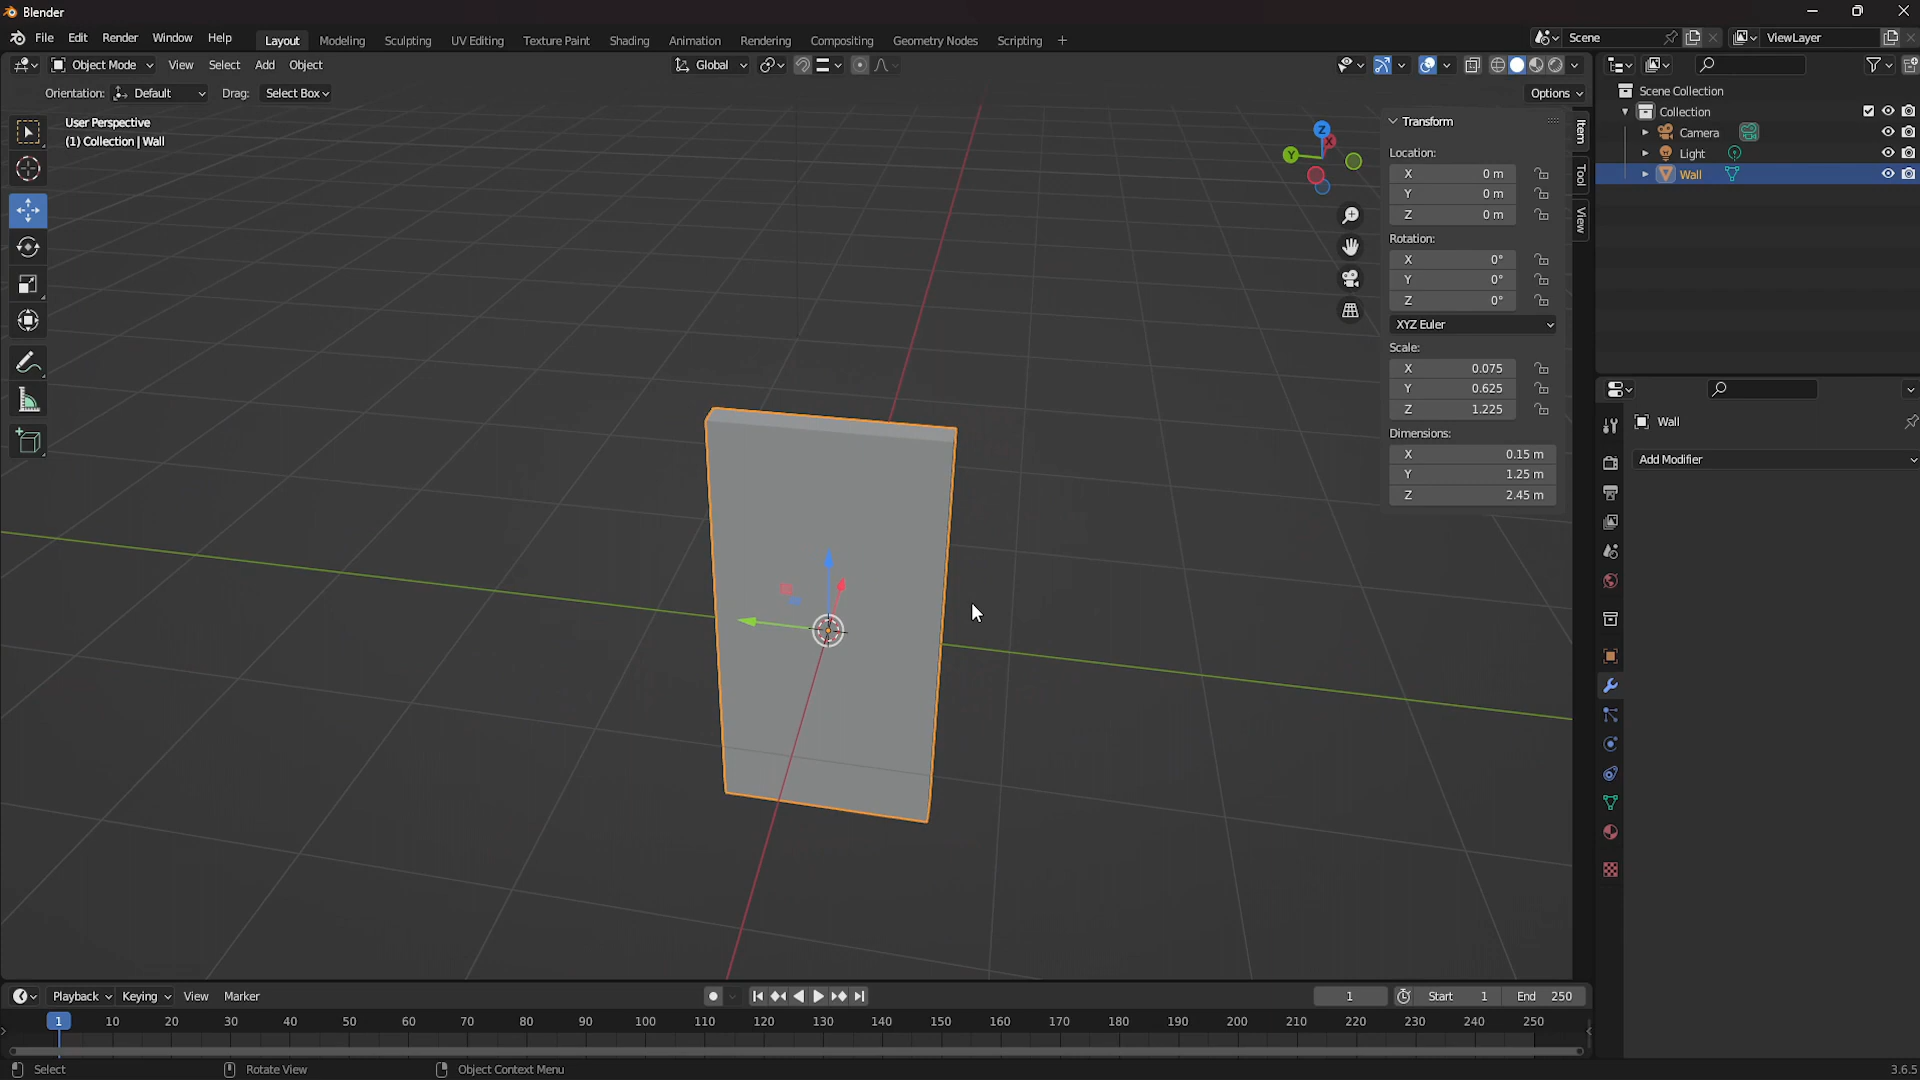 Blender
File Edit Render Window Help
Layout Modeling Sculpting UV Editing Texture Paint Shading Animation Rendering Compositing Geometry Nodes Scripting +
Scene
ViewLayer
Object Mode View Select Add Object
Global
Orientation: Default Drag: Select Box
Options
User Perspective
(1) Collection | Wall
Z
X
Y
Transform
Location:
X 0 m
Y 0 m
Z 0 m
Rotation:
X 0°
Y 0°
Z 0°
XYZ Euler
Scale:
X 0.075
Y 0.625
Z 1.225
Dimensions:
X 0.15 m
Y 1.25 m
Z 2.45 m
Item
Tool
View
Scene Collection
Collection
Camera
Light
Wall
Wall
Add Modifier
Playback Keying View Marker
1
Start 1 End 250
1 10 20 30 40 50 60 70 80 90 100 110 120 130 140 150 160 170 180 190 200 210 220 230 240 250
Select Rotate View Object Context Menu
3.6.5